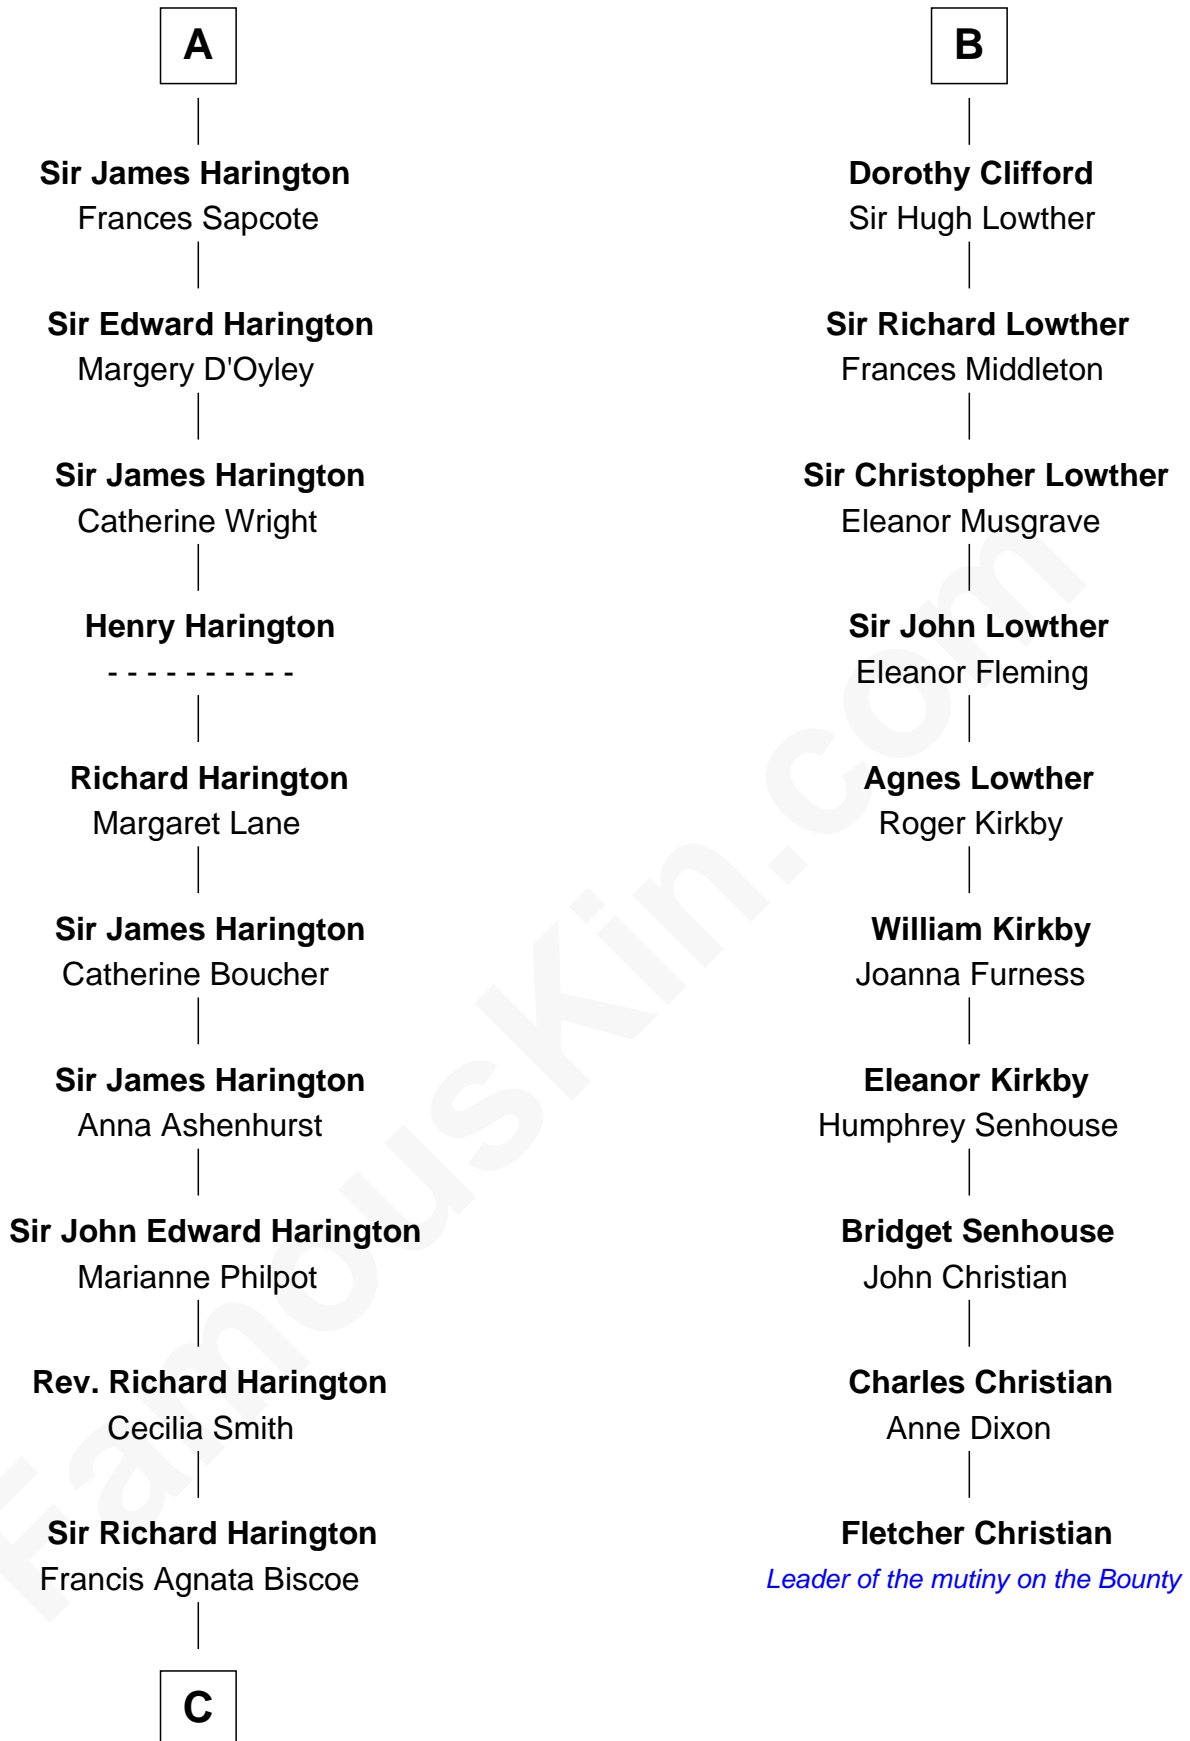 A
Sir James Harington
Frances Sapcote
Sir Edward Harington
Margery D'Oyley
Sir James Harington
Catherine Wright
Henry Harington
- - - - - - - - - -
Richard Harington
Margaret Lane
Sir James Harington
Catherine Boucher
Sir James Harington
Anna Ashenhurst
Sir John Edward Harington
Marianne Philpot
Rev. Richard Harington
Cecilia Smith
Sir Richard Harington
Francis Agnata Biscoe
C
B
Dorothy Clifford
Sir Hugh Lowther
Sir Richard Lowther
Frances Middleton
Sir Christopher Lowther
Eleanor Musgrave
Sir John Lowther
Eleanor Fleming
Agnes Lowther
Roger Kirkby
William Kirkby
Joanna Furness
Eleanor Kirkby
Humphrey Senhouse
Bridget Senhouse
John Christian
Charles Christian
Anne Dixon
Fletcher Christian
Leader of the mutiny on the Bounty
FamousKin.com